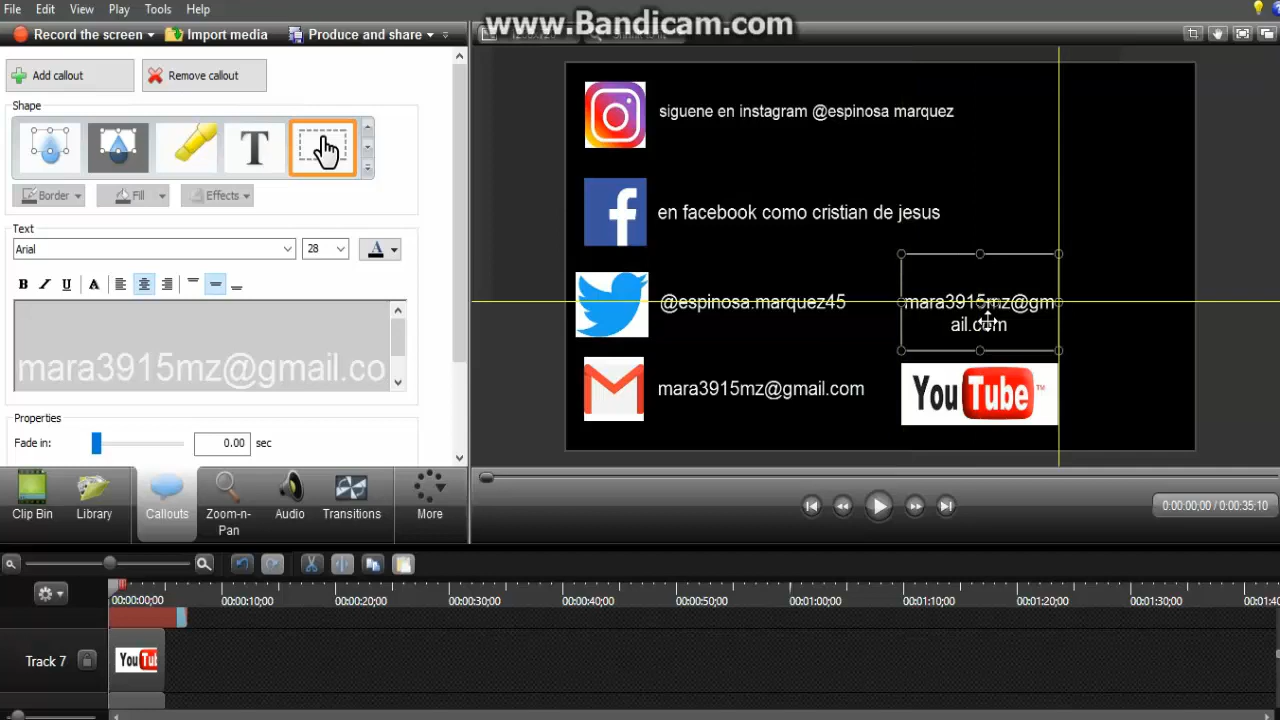 www.Bandicam.com
File Edit View Play Tools Help
Record the screen Import media Produce and share
Add callout Remove callout
Shape
T
Border Fill Effects
Text
Arial 28 A
B I U A
mara3915mz@gmail.co
Properties
Fade in: 0.00 sec
siguene en instagram @espinosa marquez
f
en facebook como cristian de jesus
@espinosa.marquez45
mara3915mz@gm
ail.com
mara3915mz@gmail.com
YouTube™
Clip Bin Library Callouts Zoom-n-Pan Audio Transitions More
0:00:00;00 / 0:00:35;10
00:00:00;00 00:00:10;00 00:00:20;00 00:00:30;00 00:00:40;00 00:00:50;00 00:01:00;00 00:01:10;00 00:01:20;00 00:01:30;00 00:01:40
Track 7
You Tub